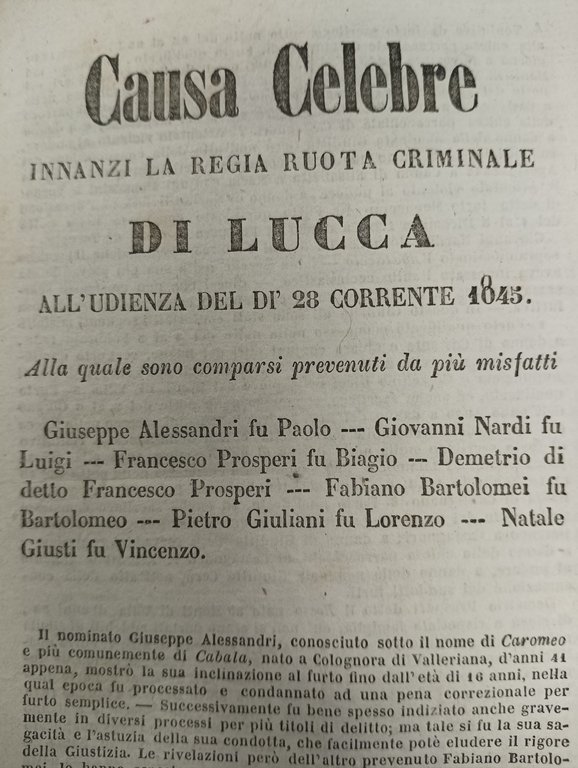 Causa Celebre
INNANZI LA REGIA RUOTA CRIMINALE
DI LUCCA
ALL'UDIENZA DEL DI' 28 CORRENTE 1845.
Alla quale sono comparsi prevenuti da più misfatti
Giuseppe Alessandri fu Paolo --- Giovanni Nardi fu
Luigi --- Francesco Prosperi fu Biagio --- Demetrio di
detto Francesco Prosperi --- Fabiano Bartolomei fu
Bartolomeo --- Pietro Giuliani fu Lorenzo --- Natale
Giusti fu Vincenzo.
Il nominato Giuseppe Alessandri, conosciuto sotto il nome di Caromeo
e più comunemente di Cabala, nato a Colognora di Valleriana, d'anni 41
appena, mostrò la sua inclinazione al furto fino dall'età di 16 anni, nella
qual epoca fu processato e condannato ad una pena correzionale per
furto semplice. — Successivamente fu bene spesso indiziato anche grave-
mente in diversi processi per più titoli di delitto; ma tale si fu la sua sa-
gacità e l'astuzia della sua condotta, che facilmente potè eludere il rigore
della Giustizia. Le rivelazioni però dell'altro prevenuto Fabiano Bartolo-